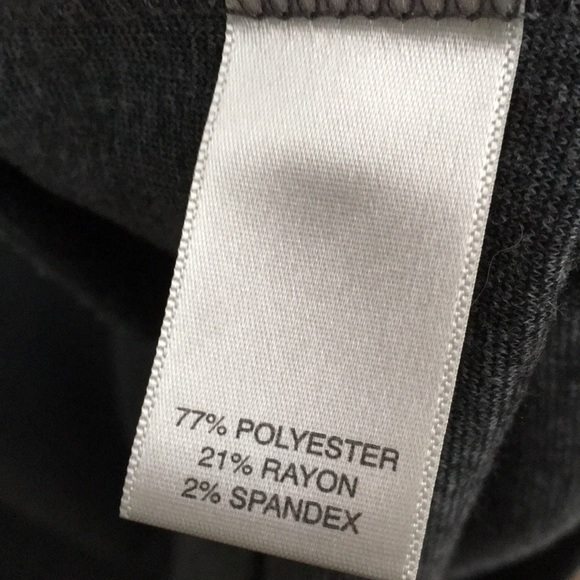 77% POLYESTER
21% RAYON
2% SPANDEX